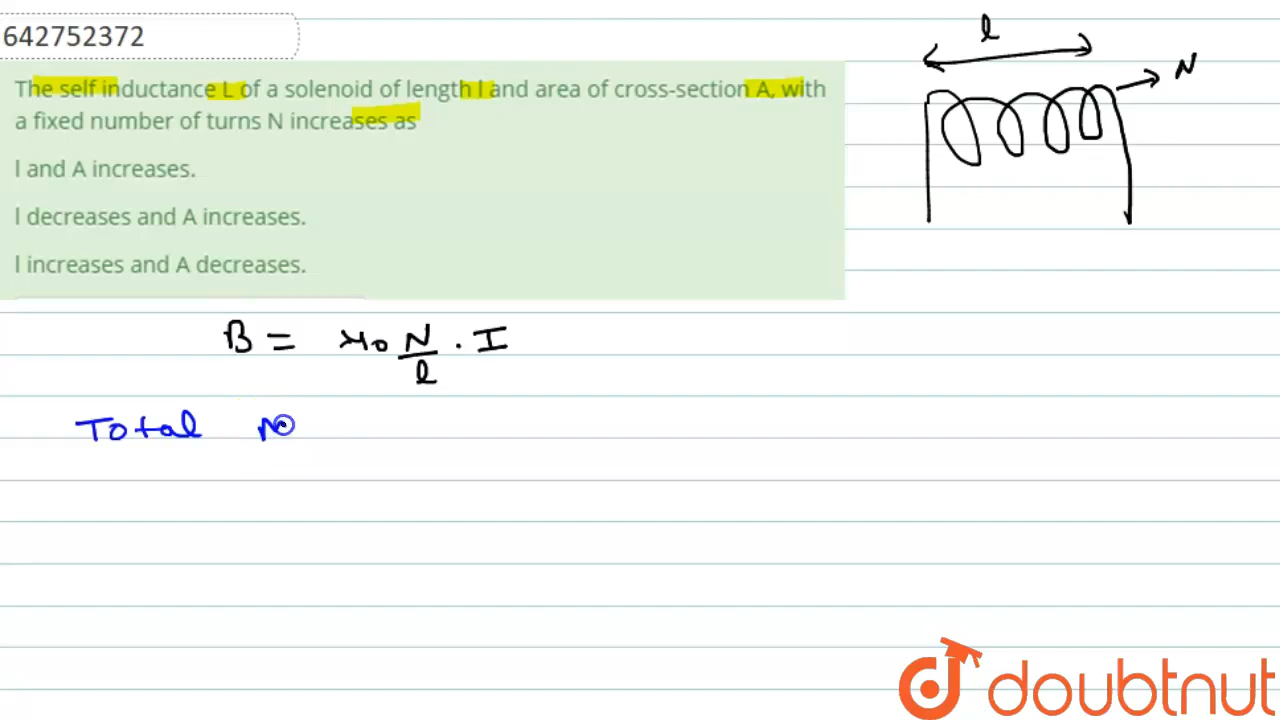 642752372
The self inductance L of a solenoid of length l and area of cross-section A, with
a fixed number of turns N increases as
l and A increases.
l decreases and A increases.
l increases and A decreases.
l
N
B = μ0 N/l . I
Total No
doubtnut